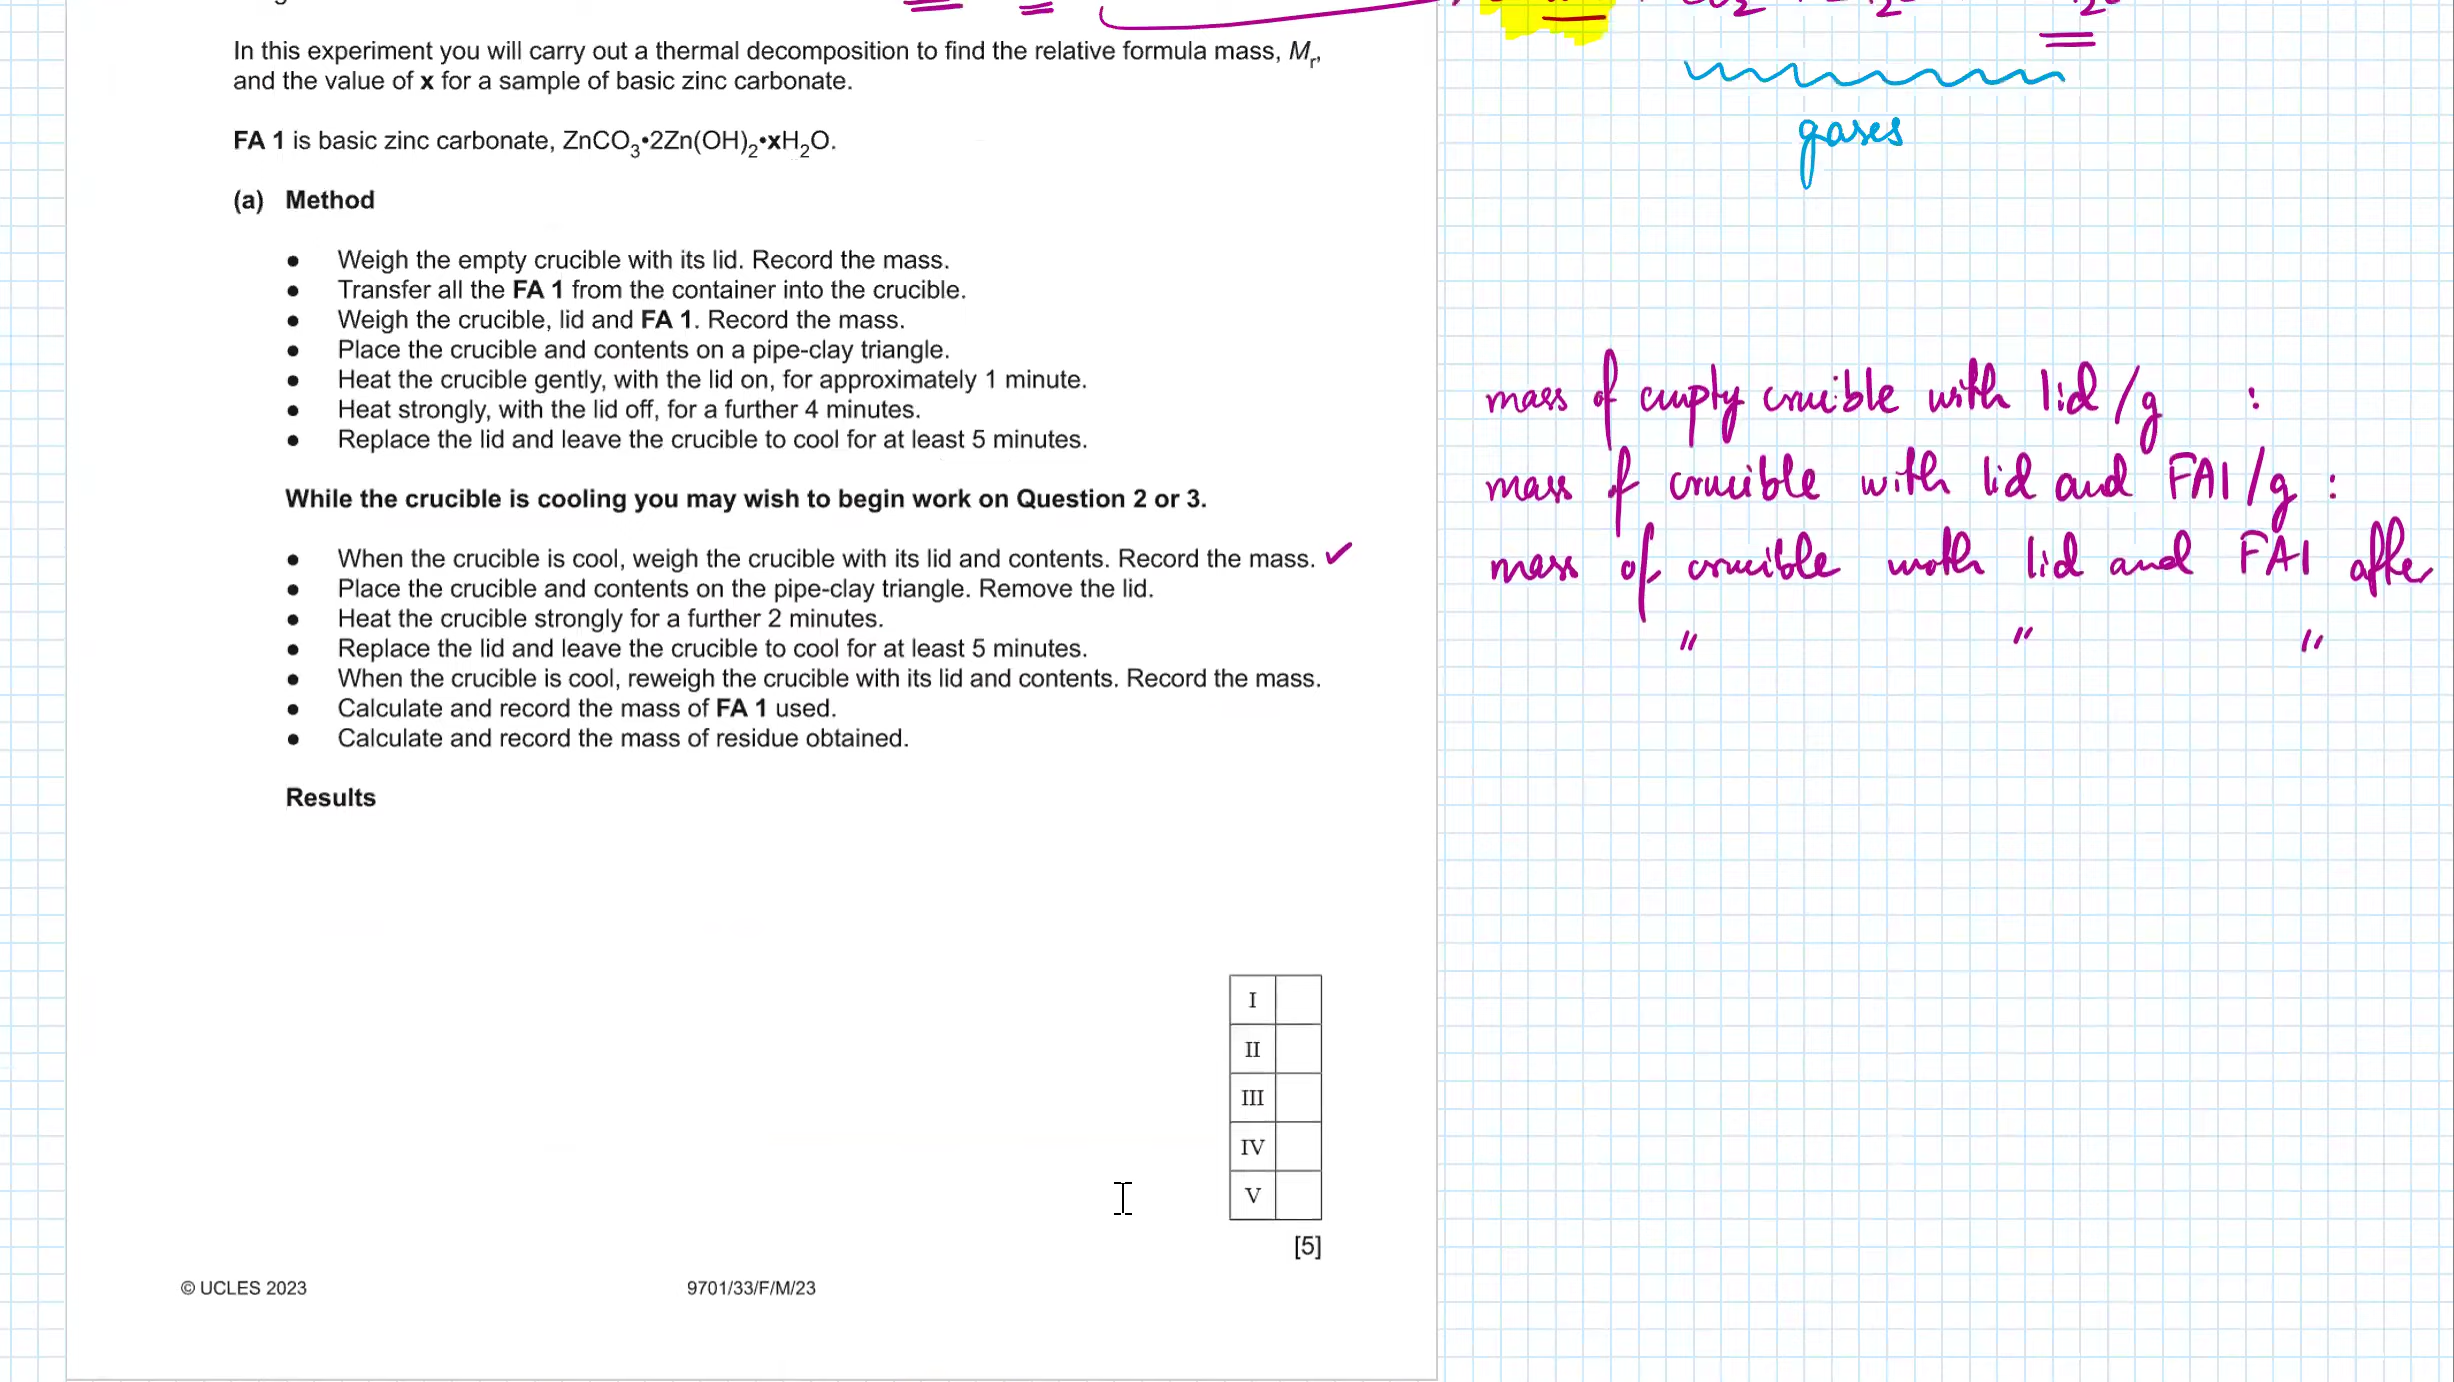 In this experiment you will carry out a thermal decomposition to find the relative formula mass, Mr,
and the value of x for a sample of basic zinc carbonate.
FA 1 is basic zinc carbonate, ZnCO3•2Zn(OH)2•xH2O.
gases
(a) Method
● Weigh the empty crucible with its lid. Record the mass.
● Transfer all the FA 1 from the container into the crucible.
● Weigh the crucible, lid and FA 1. Record the mass.
● Place the crucible and contents on a pipe-clay triangle.
● Heat the crucible gently, with the lid on, for approximately 1 minute.
● Heat strongly, with the lid off, for a further 4 minutes.
● Replace the lid and leave the crucible to cool for at least 5 minutes.
While the crucible is cooling you may wish to begin work on Question 2 or 3.
● When the crucible is cool, weigh the crucible with its lid and contents. Record the mass. ✓
● Place the crucible and contents on the pipe-clay triangle. Remove the lid.
● Heat the crucible strongly for a further 2 minutes.
● Replace the lid and leave the crucible to cool for at least 5 minutes.
● When the crucible is cool, reweigh the crucible with its lid and contents. Record the mass.
● Calculate and record the mass of FA 1 used.
● Calculate and record the mass of residue obtained.
Results
mass of empty crucible with lid /g :
mass of crucible with lid and FA1 /g :
mass of crucible with lid and FA1 after
" " "
I
II
III
IV
V
[5]
© UCLES 2023
9701/33/F/M/23